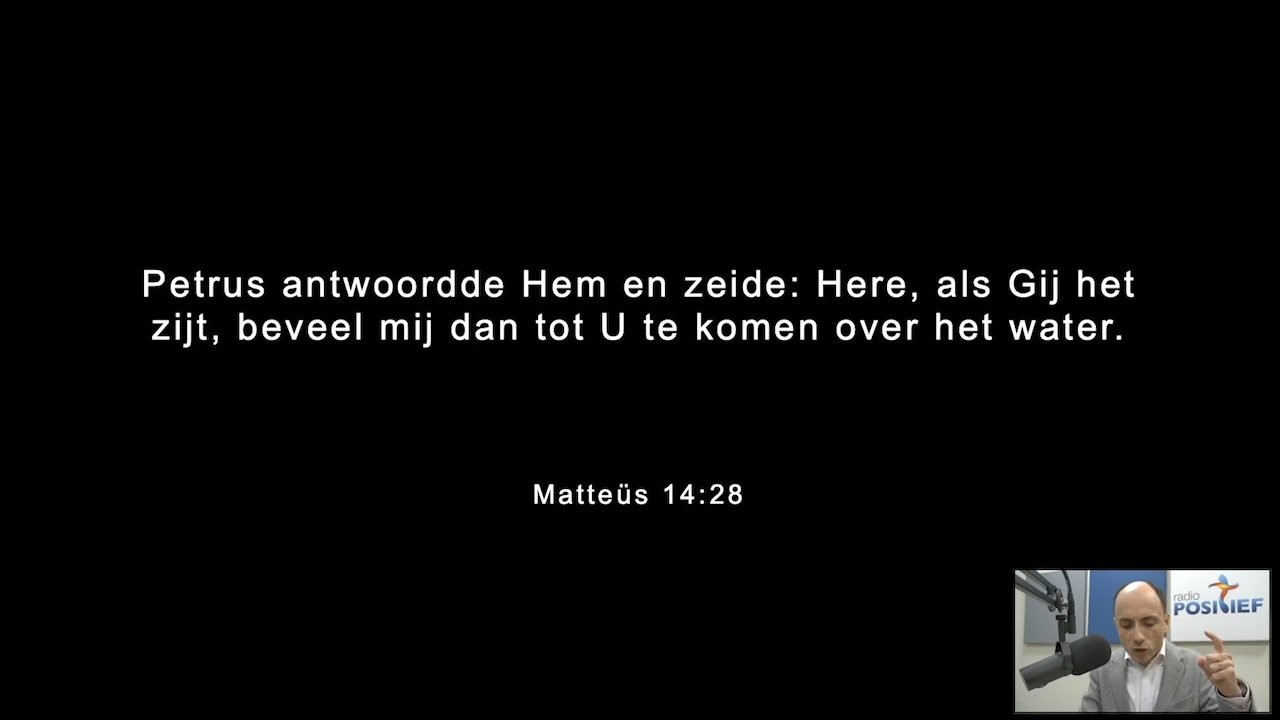 Petrus antwoordde Hem en zeide: Here, als Gij het
zijt, beveel mij dan tot U te komen over het water.
Matteüs 14:28
radio
POSITIEF